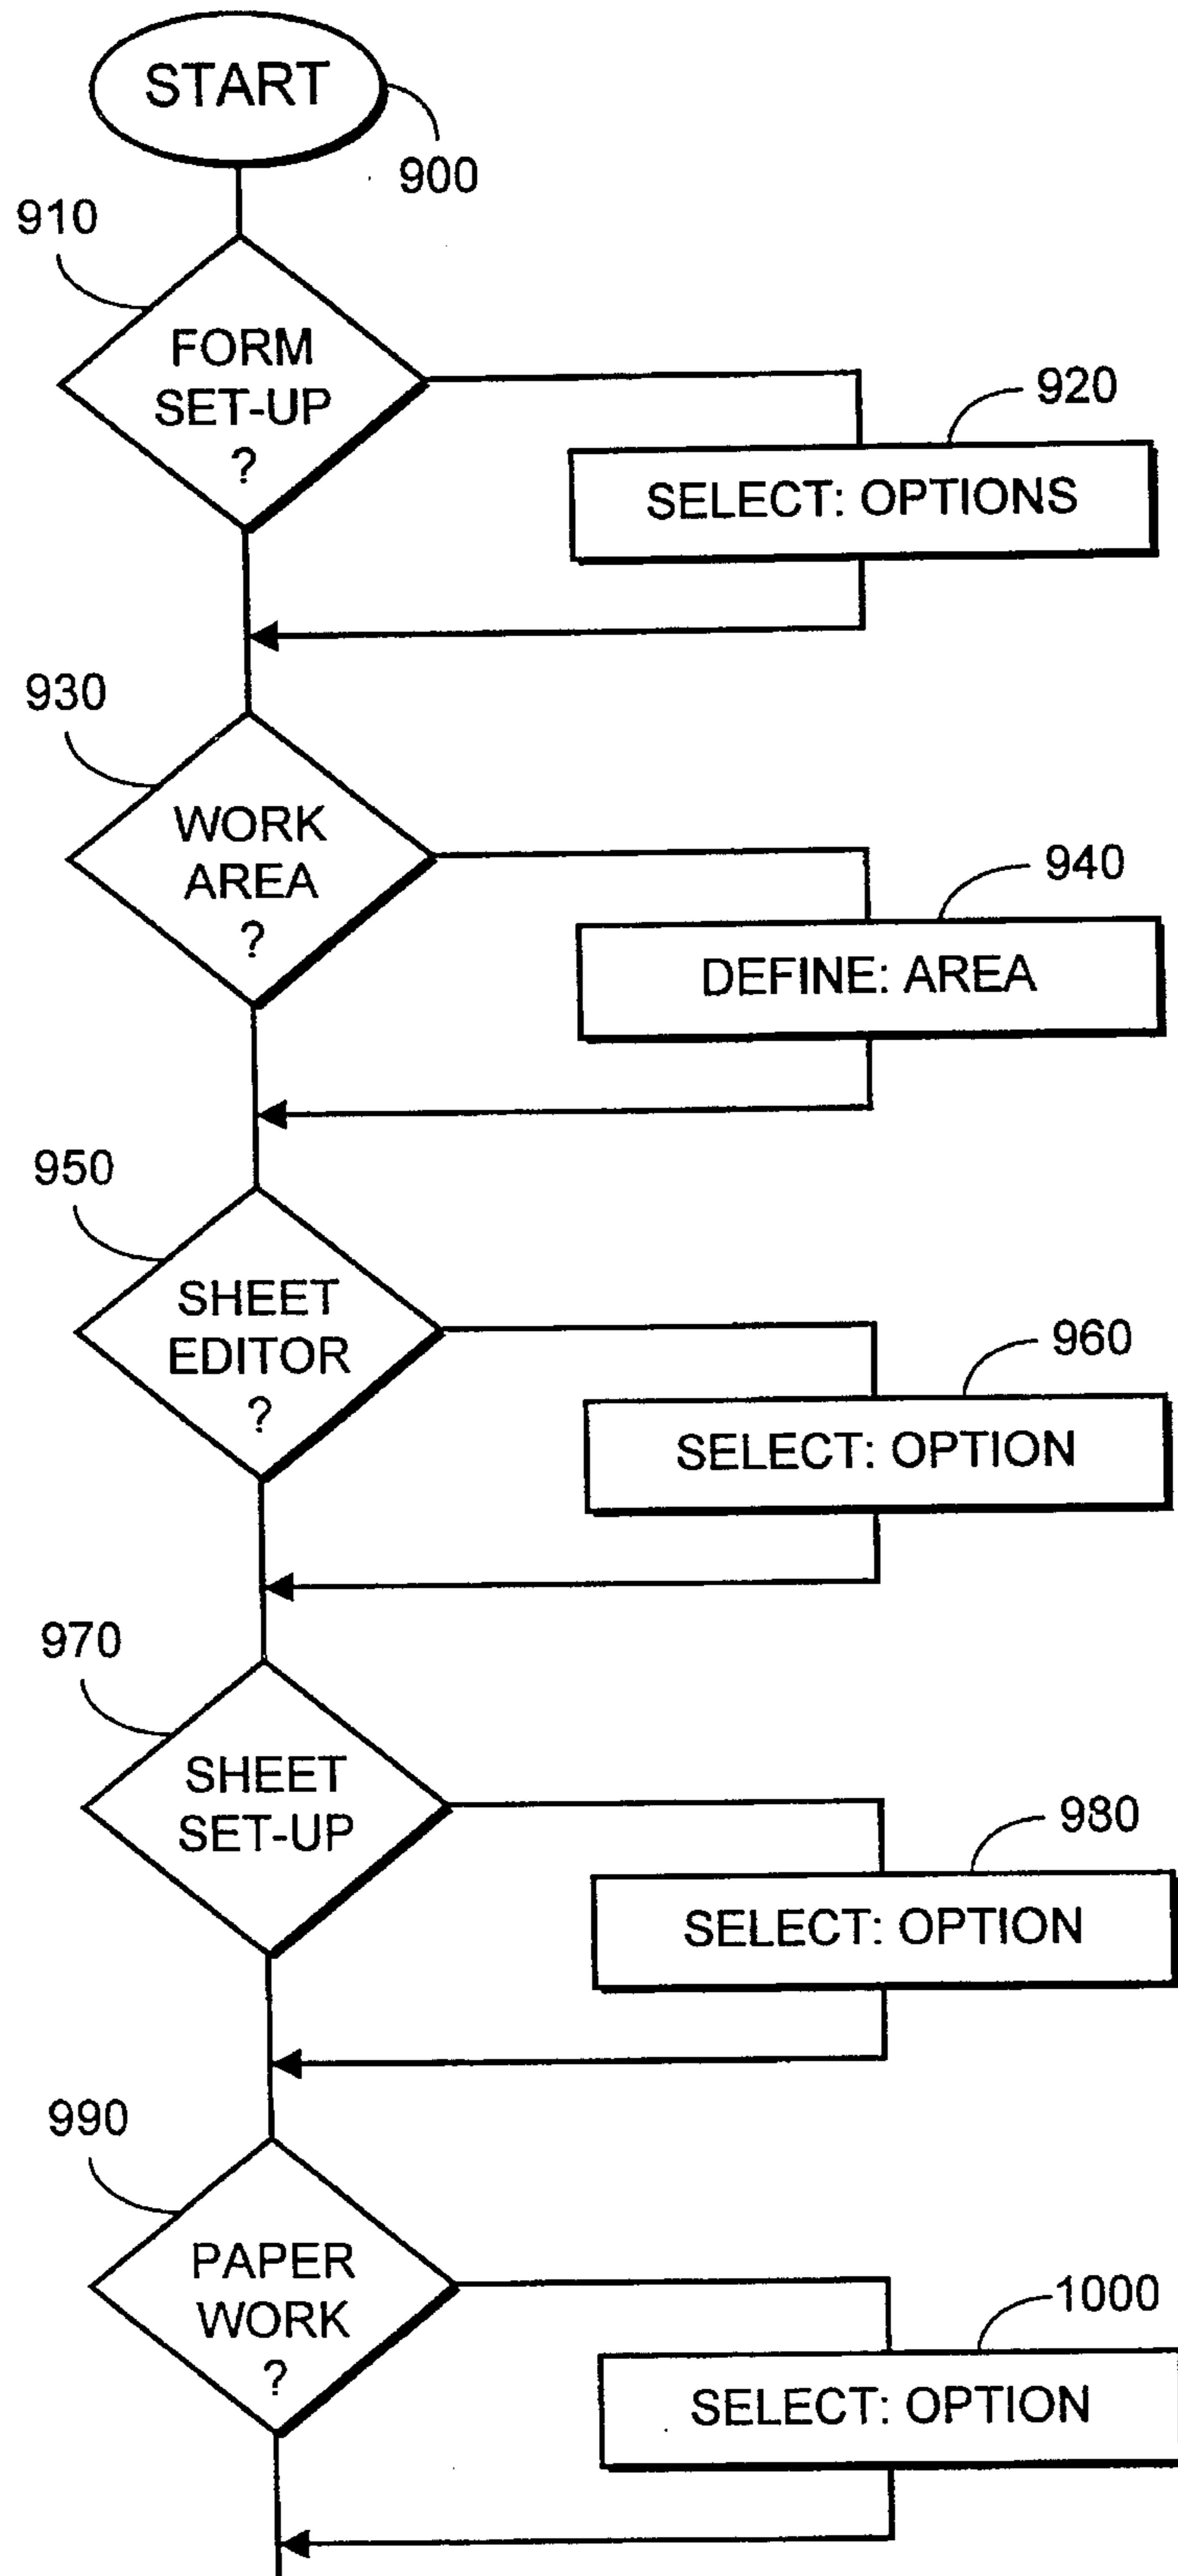 START
900
910
FORM
SET-UP
?
920
SELECT: OPTIONS
930
WORK
AREA
?
940
DEFINE: AREA
950
SHEET
EDITOR
?
960
SELECT: OPTION
970
SHEET
SET-UP
980
SELECT: OPTION
990
PAPER
WORK
?
1000
SELECT: OPTION